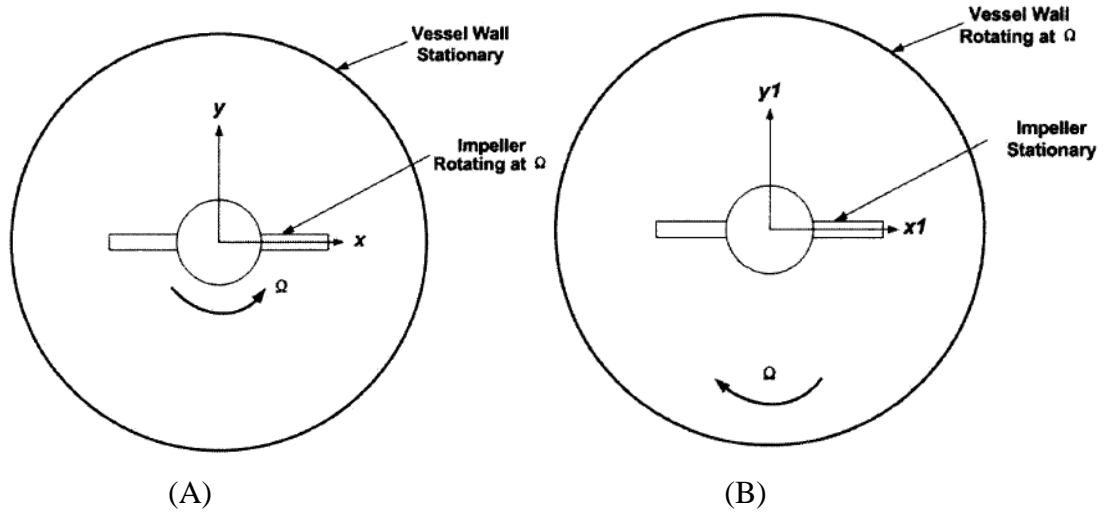 Vessel Wall
Stationary
y
Impeller
Rotating at Ω
x
Ω
(A)
Vessel Wall
Rotating at Ω
y1
Impeller
Stationary
x1
Ω
(B)